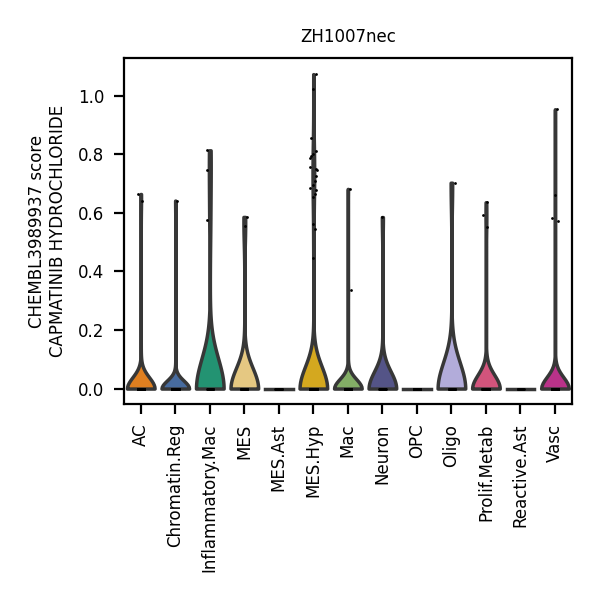 ZH1007nec
CHEMBL3989937 score
CAPMATINIB HYDROCHLORIDE
1.0
0.8
0.6
0.4
0.2
0.0
AC
Chromatin.Reg
Inflammatory.Mac
MES
MES.Ast
MES.Hyp
Mac
Neuron
OPC
Oligo
Prolif.Metab
Reactive.Ast
Vasc